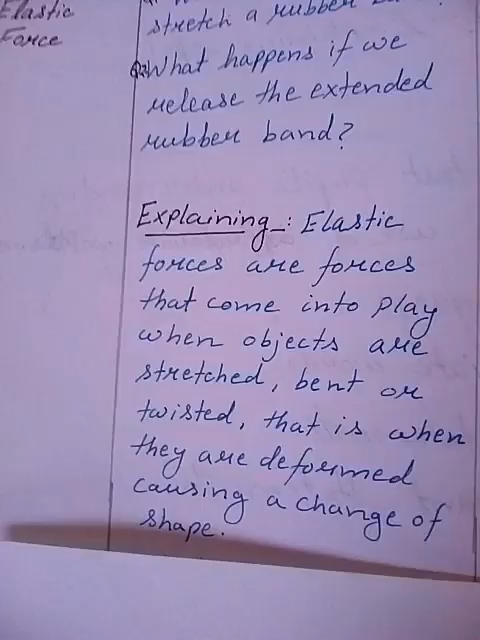 Elastic
Force
stretch a rubber
Q2 What happens if we
release the extended
rubber band?
Explaining_: Elastic
forces are forces
that come into play
when objects are
stretched, bent or
twisted, that is when
they are deformed
causing a change of
shape.